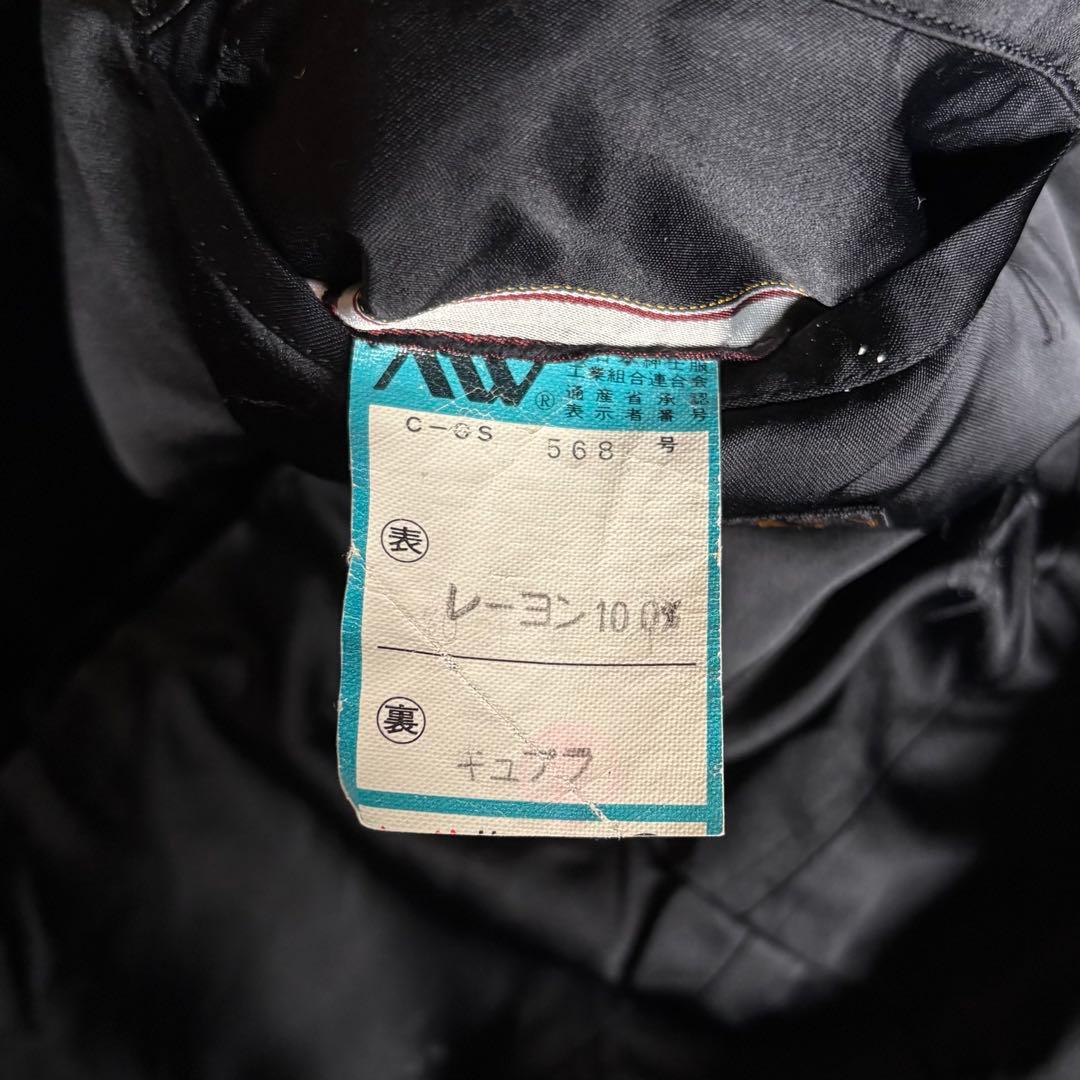 AW®
工業組合連合会
通産省承認
表示者番号
C-OS 568 号
表
レーヨン100%
裏
キュプラ